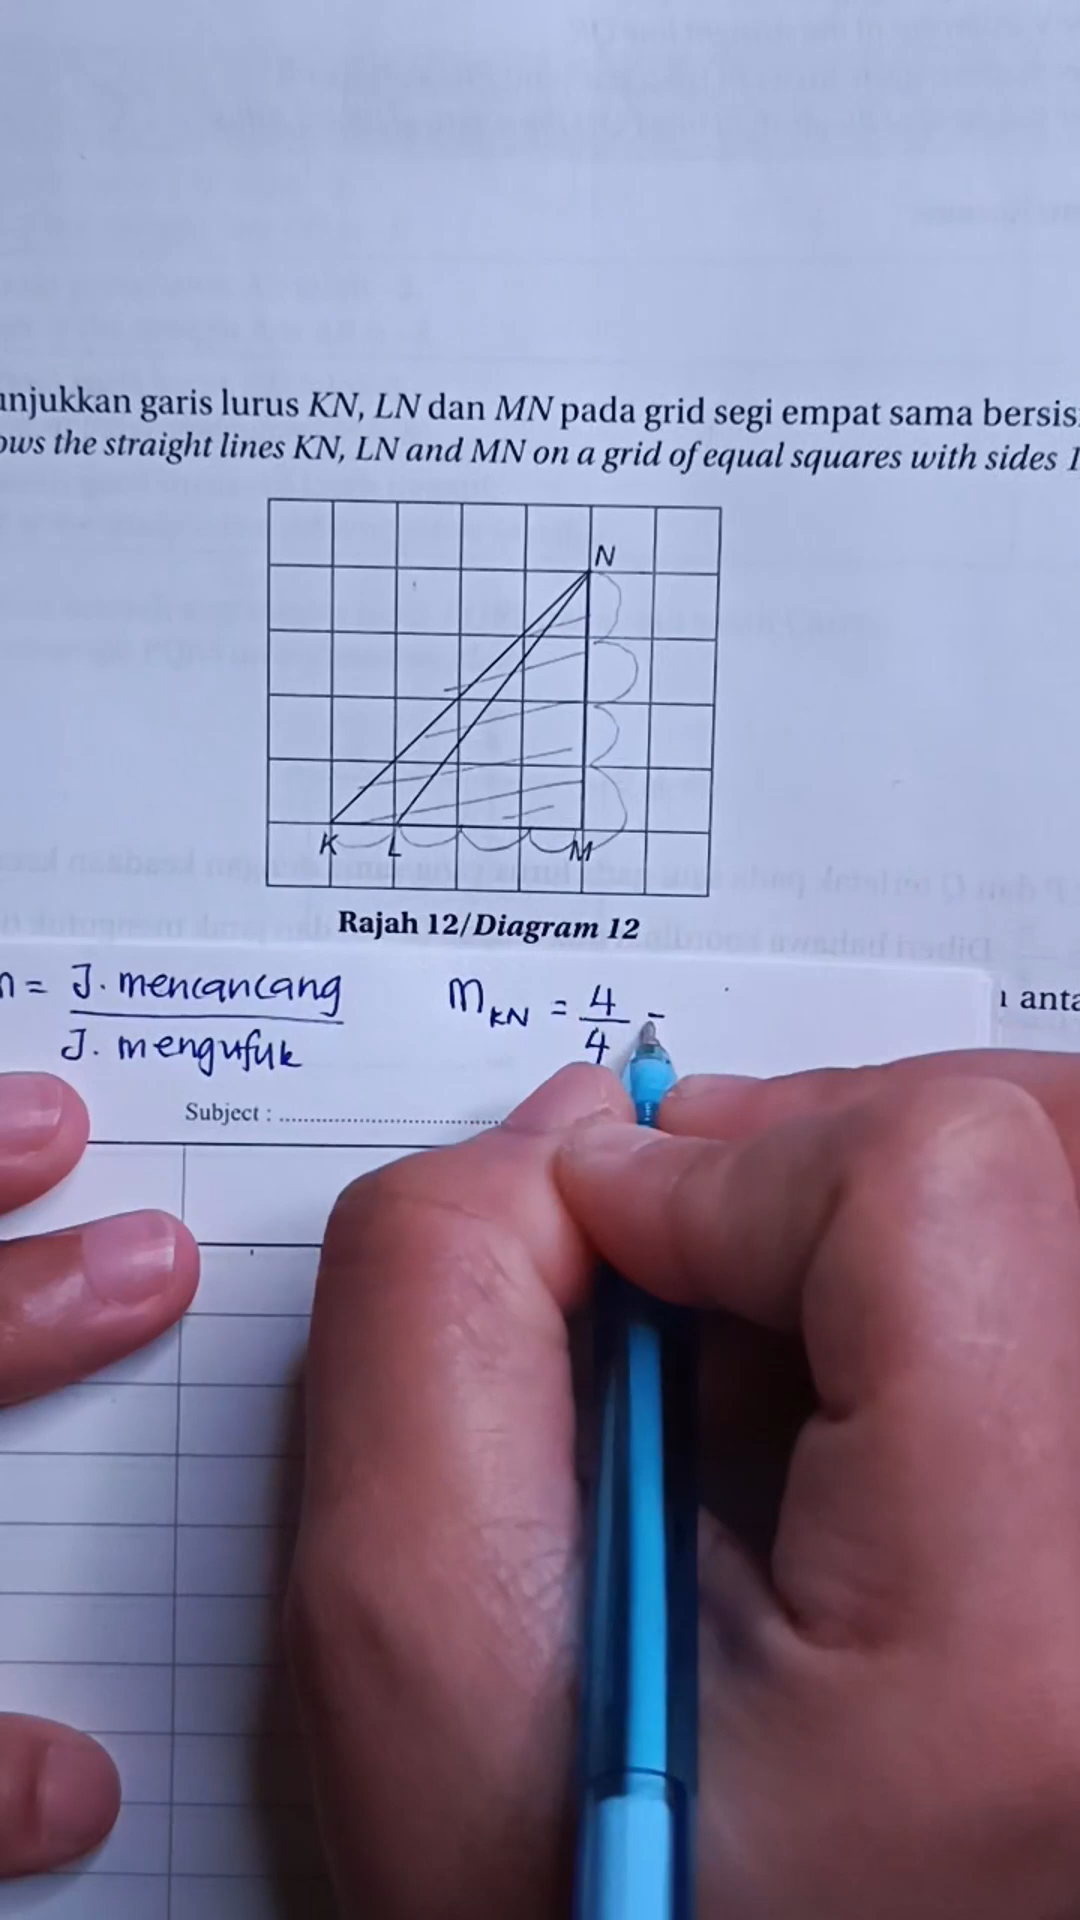 unjukkan garis lurus KN, LN dan MN pada grid segi empat sama bersis
ows the straight lines KN, LN and MN on a grid of equal squares with sides 1
N
K L M
Rajah 12/Diagram 12
m = J. mencancang / J. mengufuk
m KN = 4/4 =
ı anta
Subject :